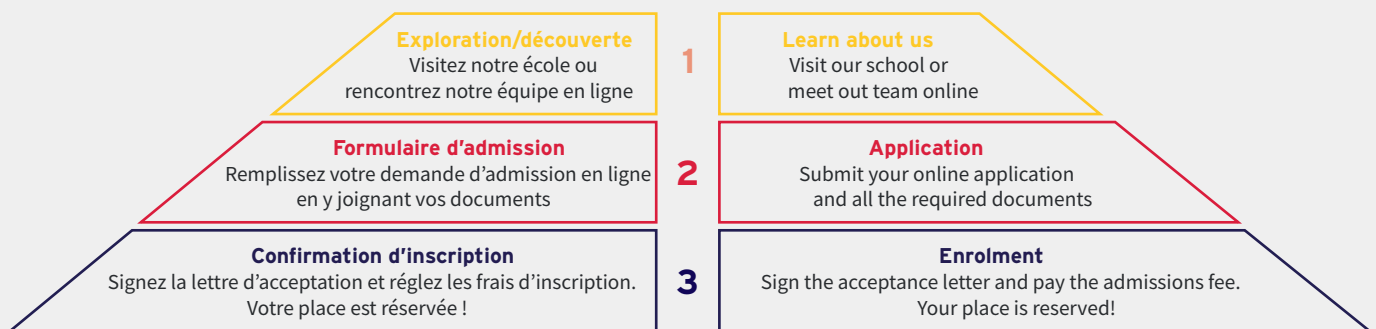 Exploration/découverte
Visitez notre école ou
rencontrez notre équipe en ligne
1
Learn about us
Visit our school or
meet out team online
Formulaire d'admission
Remplissez votre demande d'admission en ligne
en y joignant vos documents
2
Application
Submit your online application
and all the required documents
Confirmation d'inscription
Signez la lettre d'acceptation et réglez les frais d'inscription.
Votre place est réservée !
3
Enrolment
Sign the acceptance letter and pay the admissions fee.
Your place is reserved!